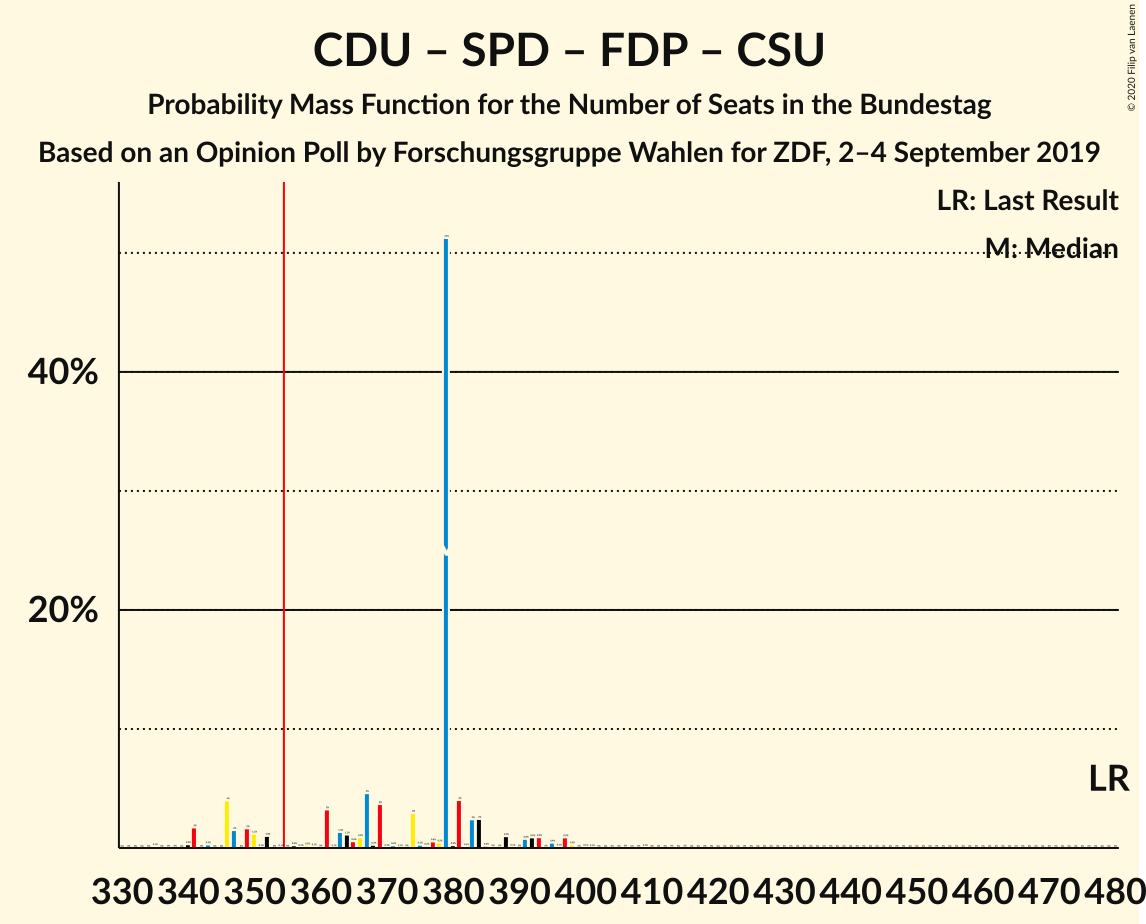 CDU – SPD – FDP – CSU
Probability Mass Function for the Number of Seats in the Bundestag
Based on an Opinion Poll by Forschungsgruppe Wahlen for ZDF, 2–4 September 2019
© 2020 Filip van Laenen
LR: Last Result
M: Median
40%
20%
LR
330 340 350 360 370 380 390 400 410 420 430 440 450 460 470 480